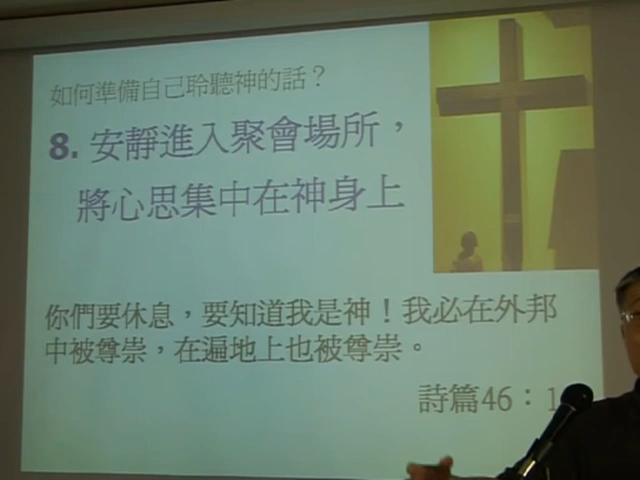 如何準備自己聆聽神的話？
8. 安靜進入聚會場所，
將心思集中在神身上
你們要休息，要知道我是神！我必在外邦
中被尊崇，在遍地上也被尊崇。
詩篇46：1